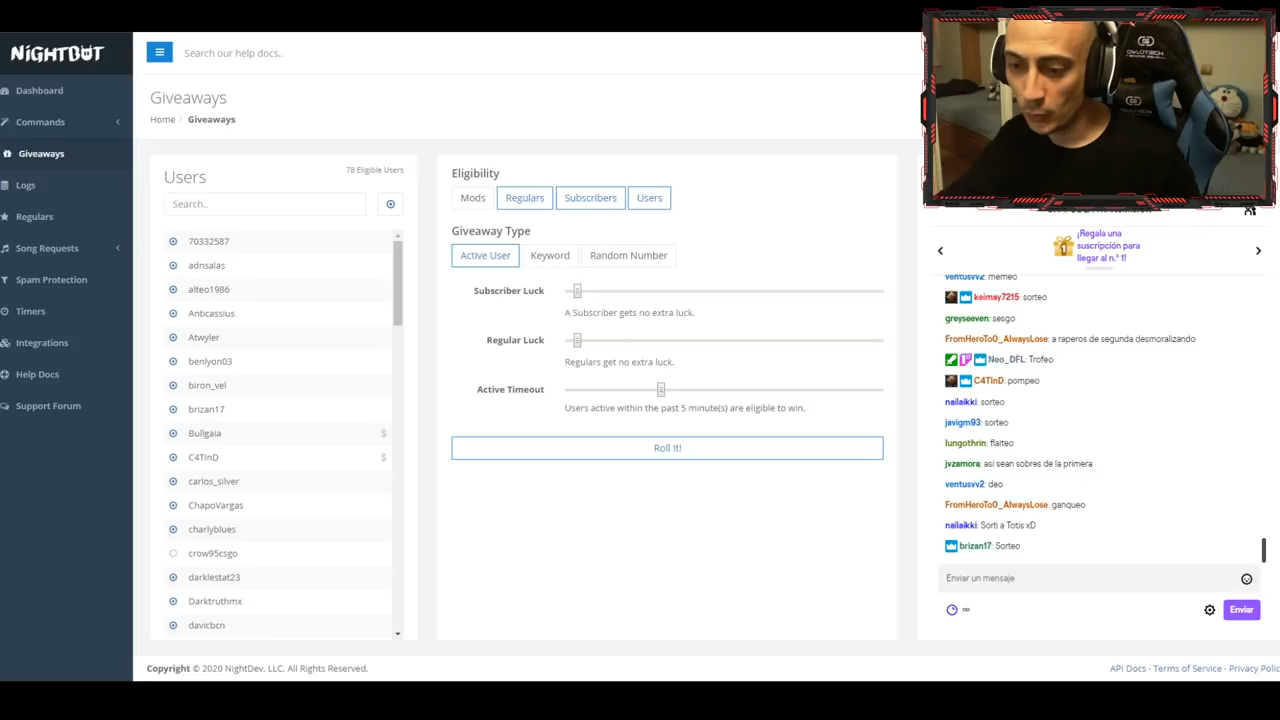 NIGHTBOT
Search our help docs..
Dashboard
Commands
Giveaways
Logs
Regulars
Song Requests
Spam Protection
Timers
Integrations
Help Docs
Support Forum
Giveaways
Home / Giveaways
Users
78 Eligible Users
Search..
70332587
adnsalas
alteo1986
Anticassius
Atwyler
benlyon03
biron_vel
brizan17
Bullgaia $
C4TInD $
carlos_silver
ChapoVargas
charlyblues
crow95csgo
darklestat23
Darktruthmx
davicbcn
Eligibility
Mods Regulars Subscribers Users
Giveaway Type
Active User Keyword Random Number
Subscriber Luck
A Subscriber gets no extra luck.
Regular Luck
Regulars get no extra luck.
Active Timeout
Users active within the past 5 minute(s) are eligible to win.
Roll It!
OWLOTECH
¡Regala una
suscripción para
llegar al n.º 1!
1
ventusvv2: memeo
keimay7215: sorteo
greyseeven: sesgo
FromHeroTo0_AlwaysLose: a raperos de segunda desmoralizando
Neo_DFL: Trofeo
C4TInD: pompeo
nailaikki: sorteo
javigm93: sorteo
lungothrin: flaiteo
jvzamora: asi sean sobres de la primera
ventusvv2: deo
FromHeroTo0_AlwaysLose: ganqueo
nailaikki: Sorti a Totis xD
brizan17: Sorteo
Enviar un mensaje
∞
Enviar
Copyright © 2020 NightDev, LLC. All Rights Reserved.
API Docs · Terms of Service · Privacy Polic